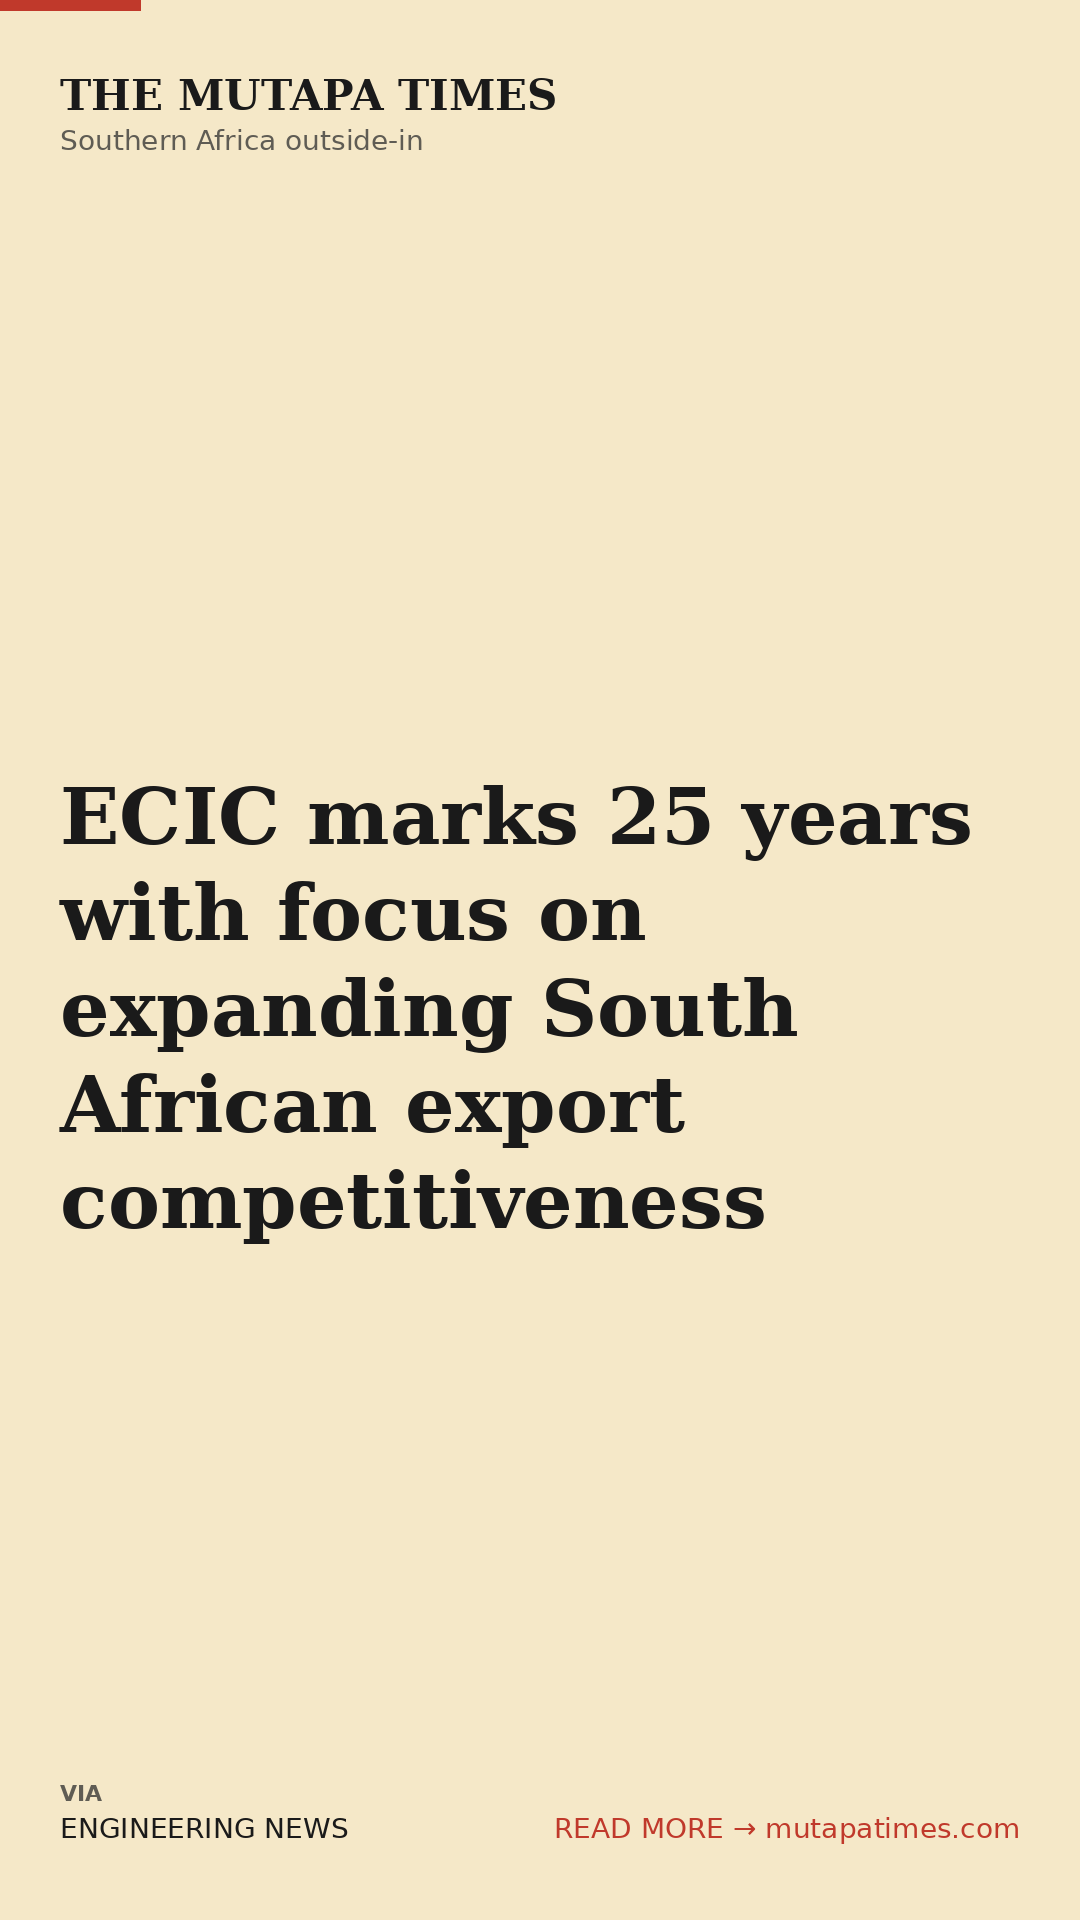 THE MUTAPA TIMES
Southern Africa outside-in
ECIC marks 25 years
with focus on
expanding South
African export
competitiveness
VIA
ENGINEERING NEWS
READ MORE → mutapatimes.com